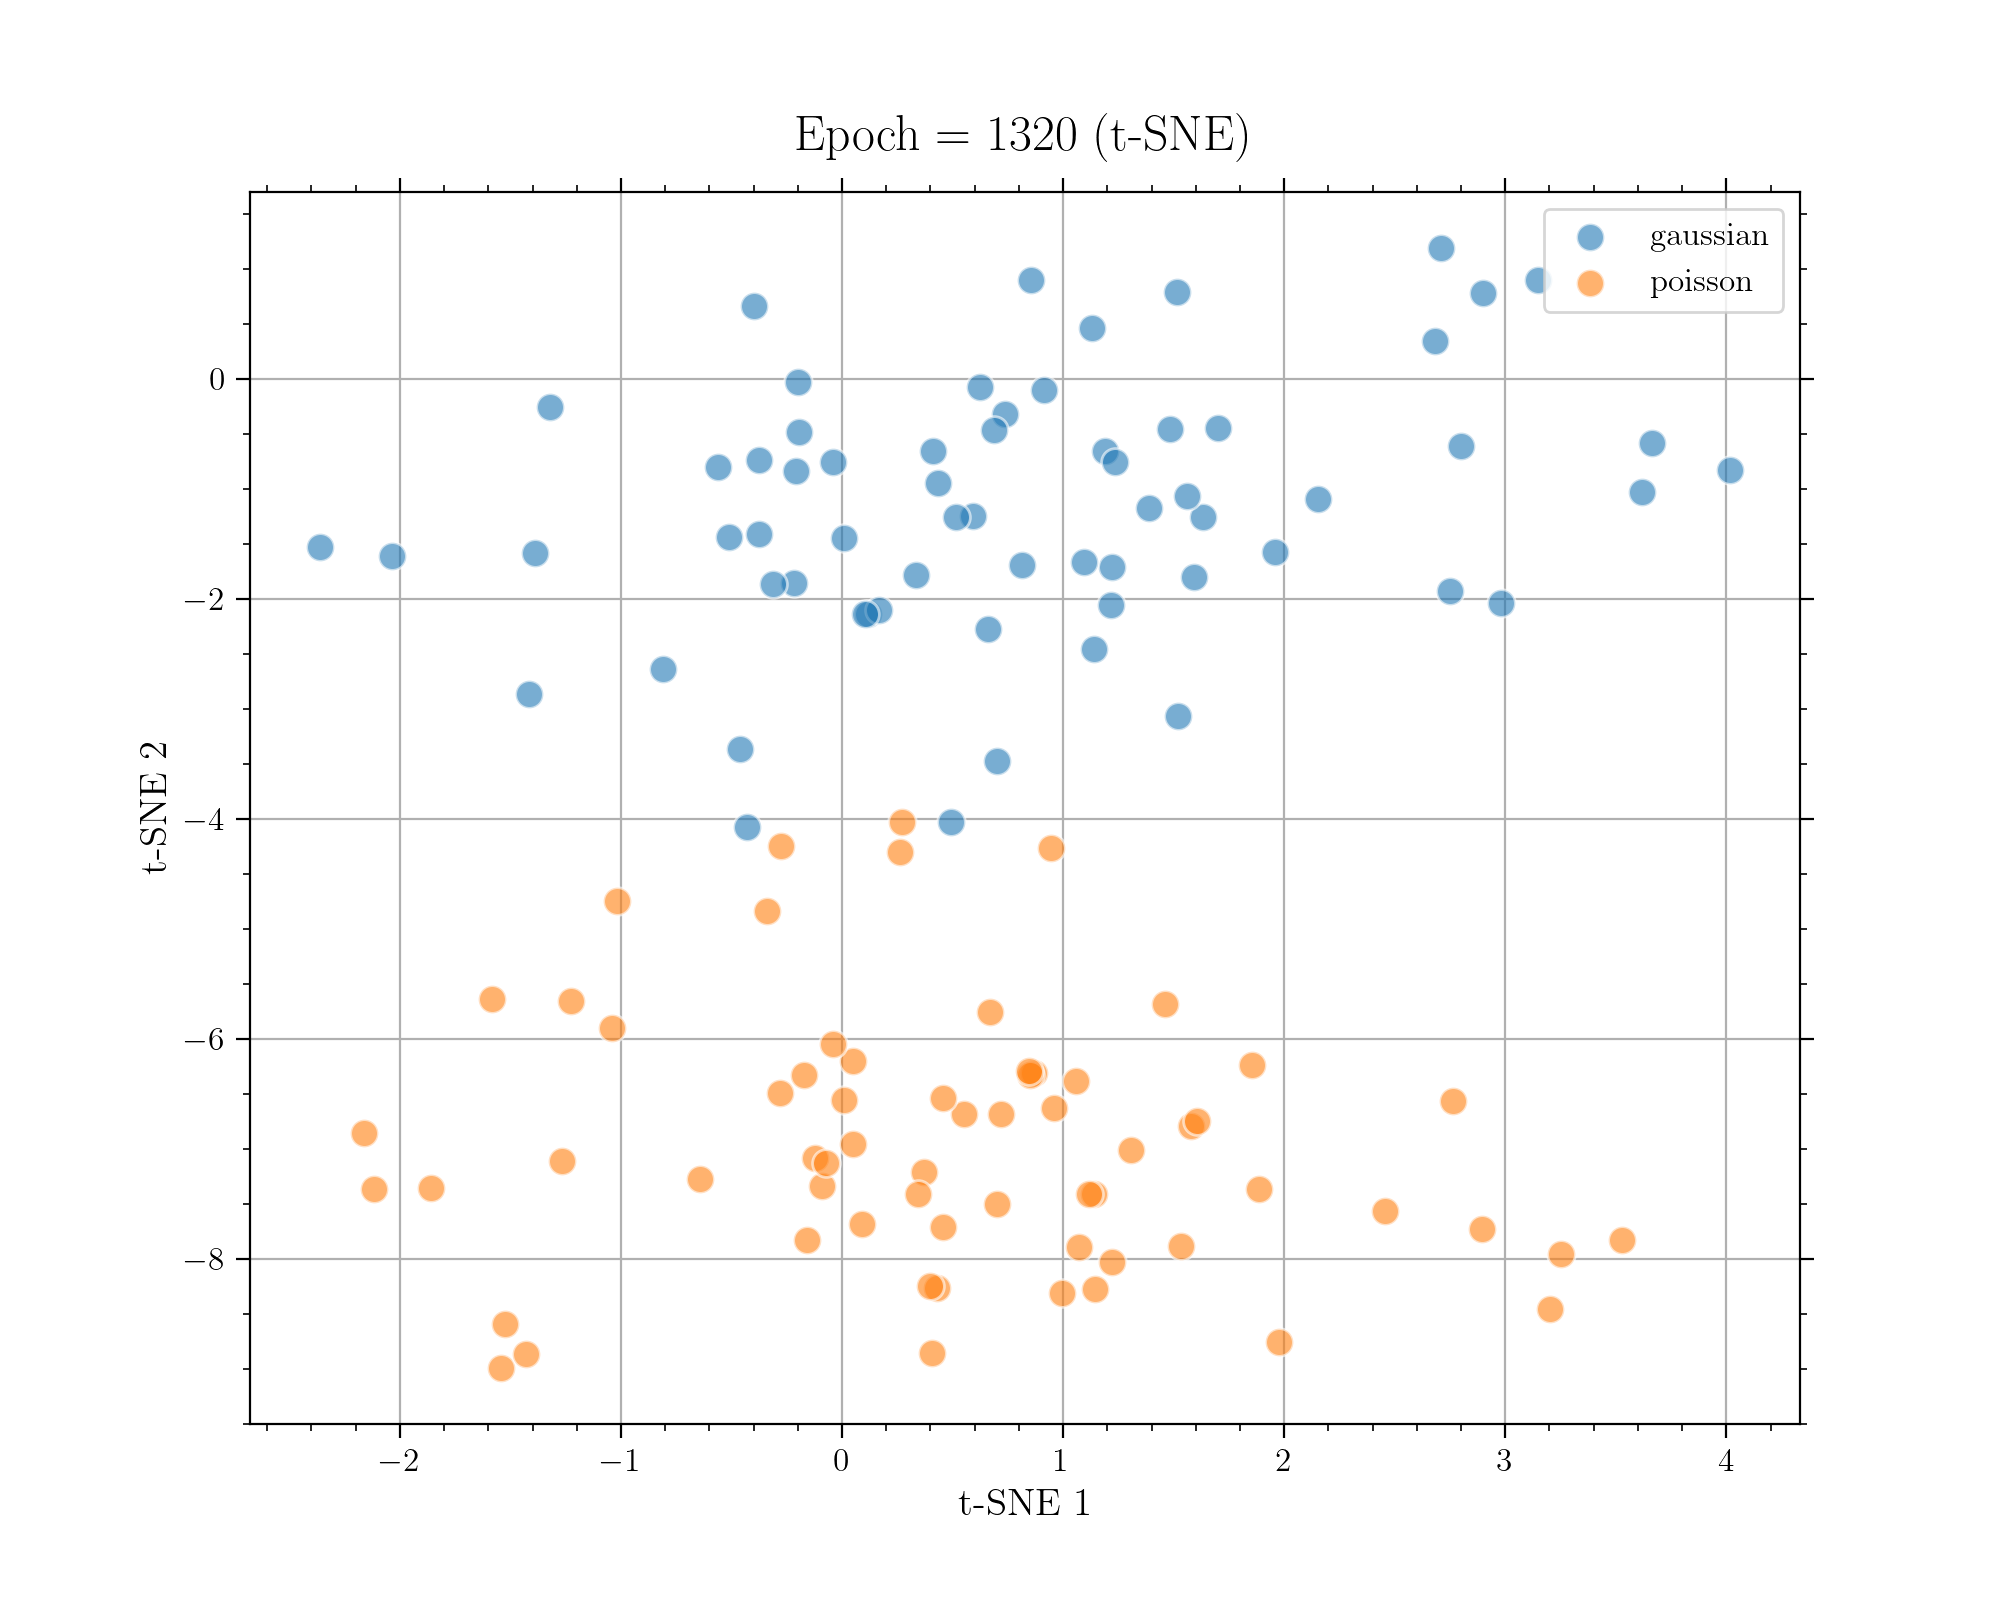 Epoch = 1320 (t-SNE)
gaussian
poisson
0
−2
−4
−6
−8
t-SNE 2
−2 −1 0 1 2 3 4
t-SNE 1